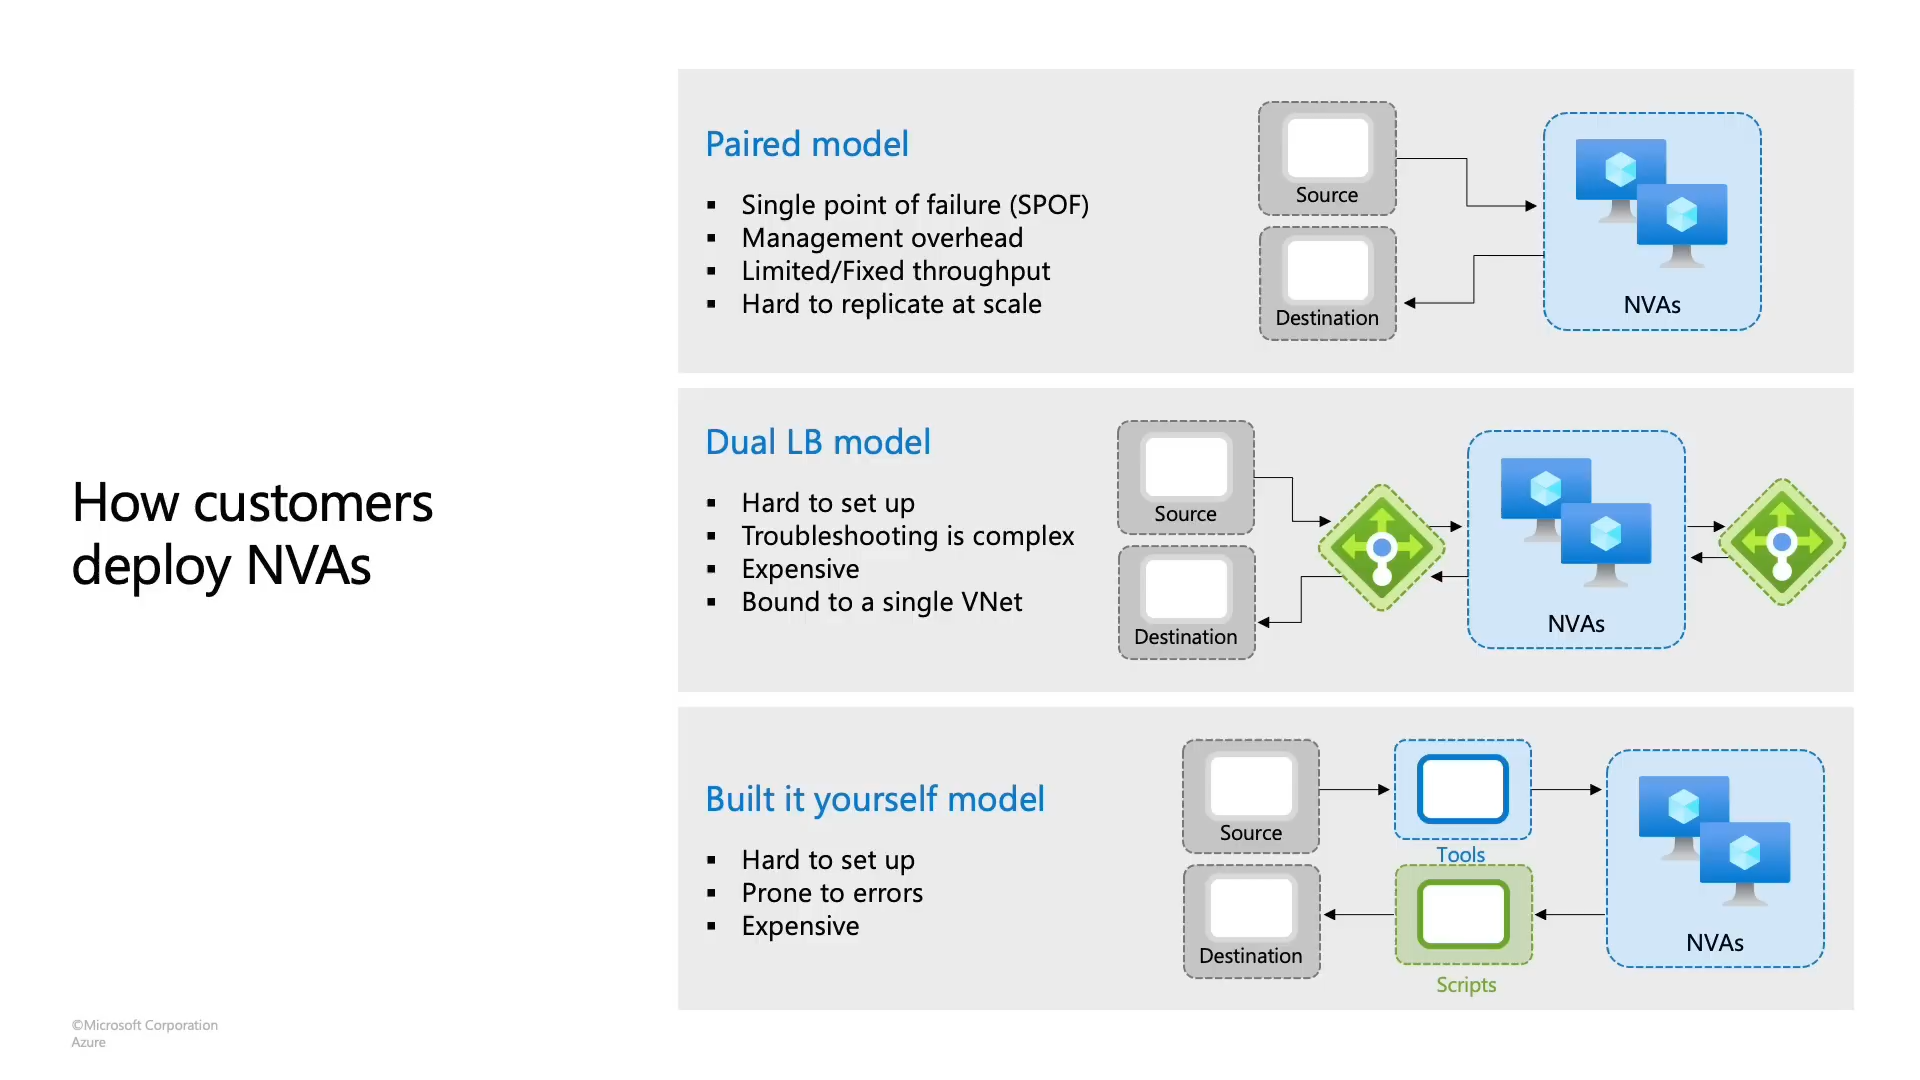 How customers
deploy NVAs
Paired model
▪ Single point of failure (SPOF)
▪ Management overhead
▪ Limited/Fixed throughput
▪ Hard to replicate at scale
Source
Destination
NVAs
Dual LB model
▪ Hard to set up
▪ Troubleshooting is complex
▪ Expensive
▪ Bound to a single VNet
Source
Destination
NVAs
Built it yourself model
▪ Hard to set up
▪ Prone to errors
▪ Expensive
Source
Tools
Destination
Scripts
NVAs
©Microsoft Corporation
Azure